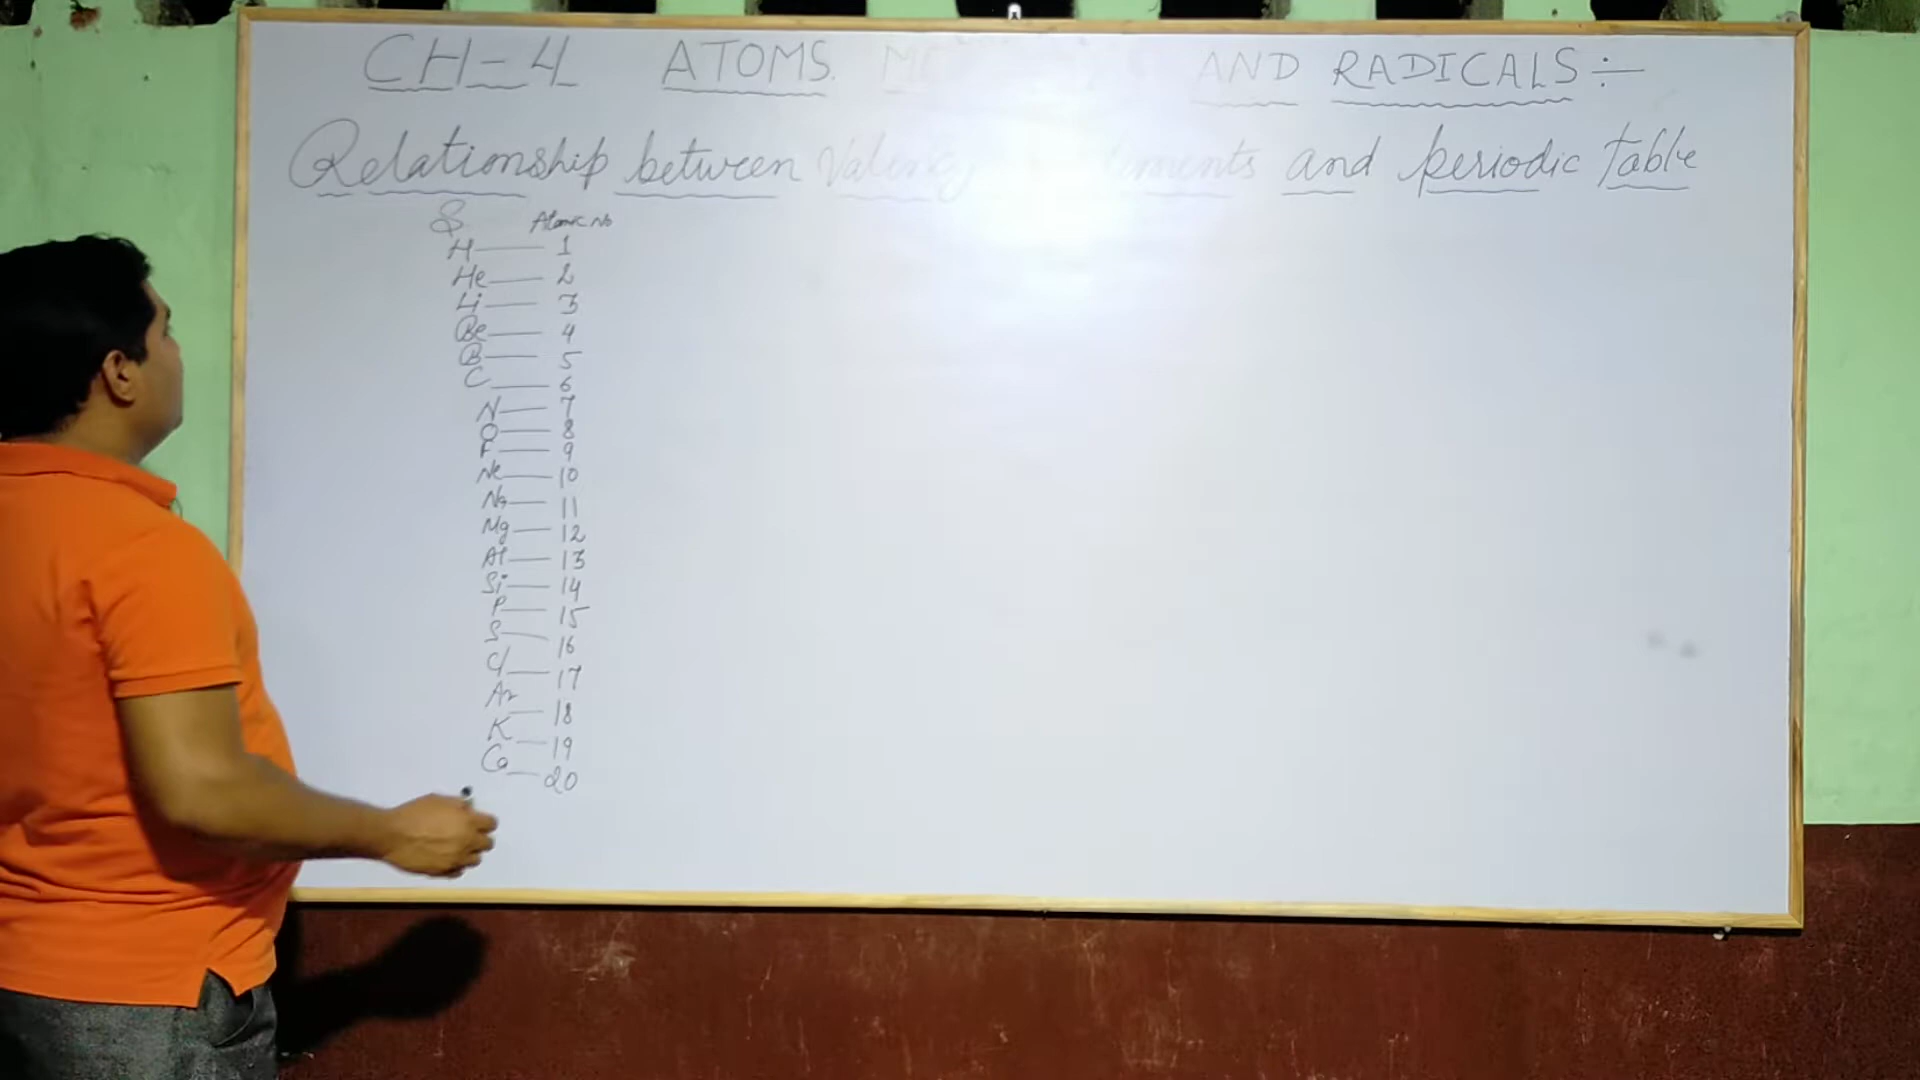 CH-4 ATOMS. AND RADICALS:-
Relationship between Valency and periodic table
S Atomic No
H — 1
He — 2
Li — 3
Be — 4
B — 5
C — 6
N — 7
O — 8
F — 9
Ne — 10
Na — 11
Mg — 12
Al — 13
Si — 14
P — 15
S — 16
Cl — 17
Ar — 18
K — 19
Ca — 20